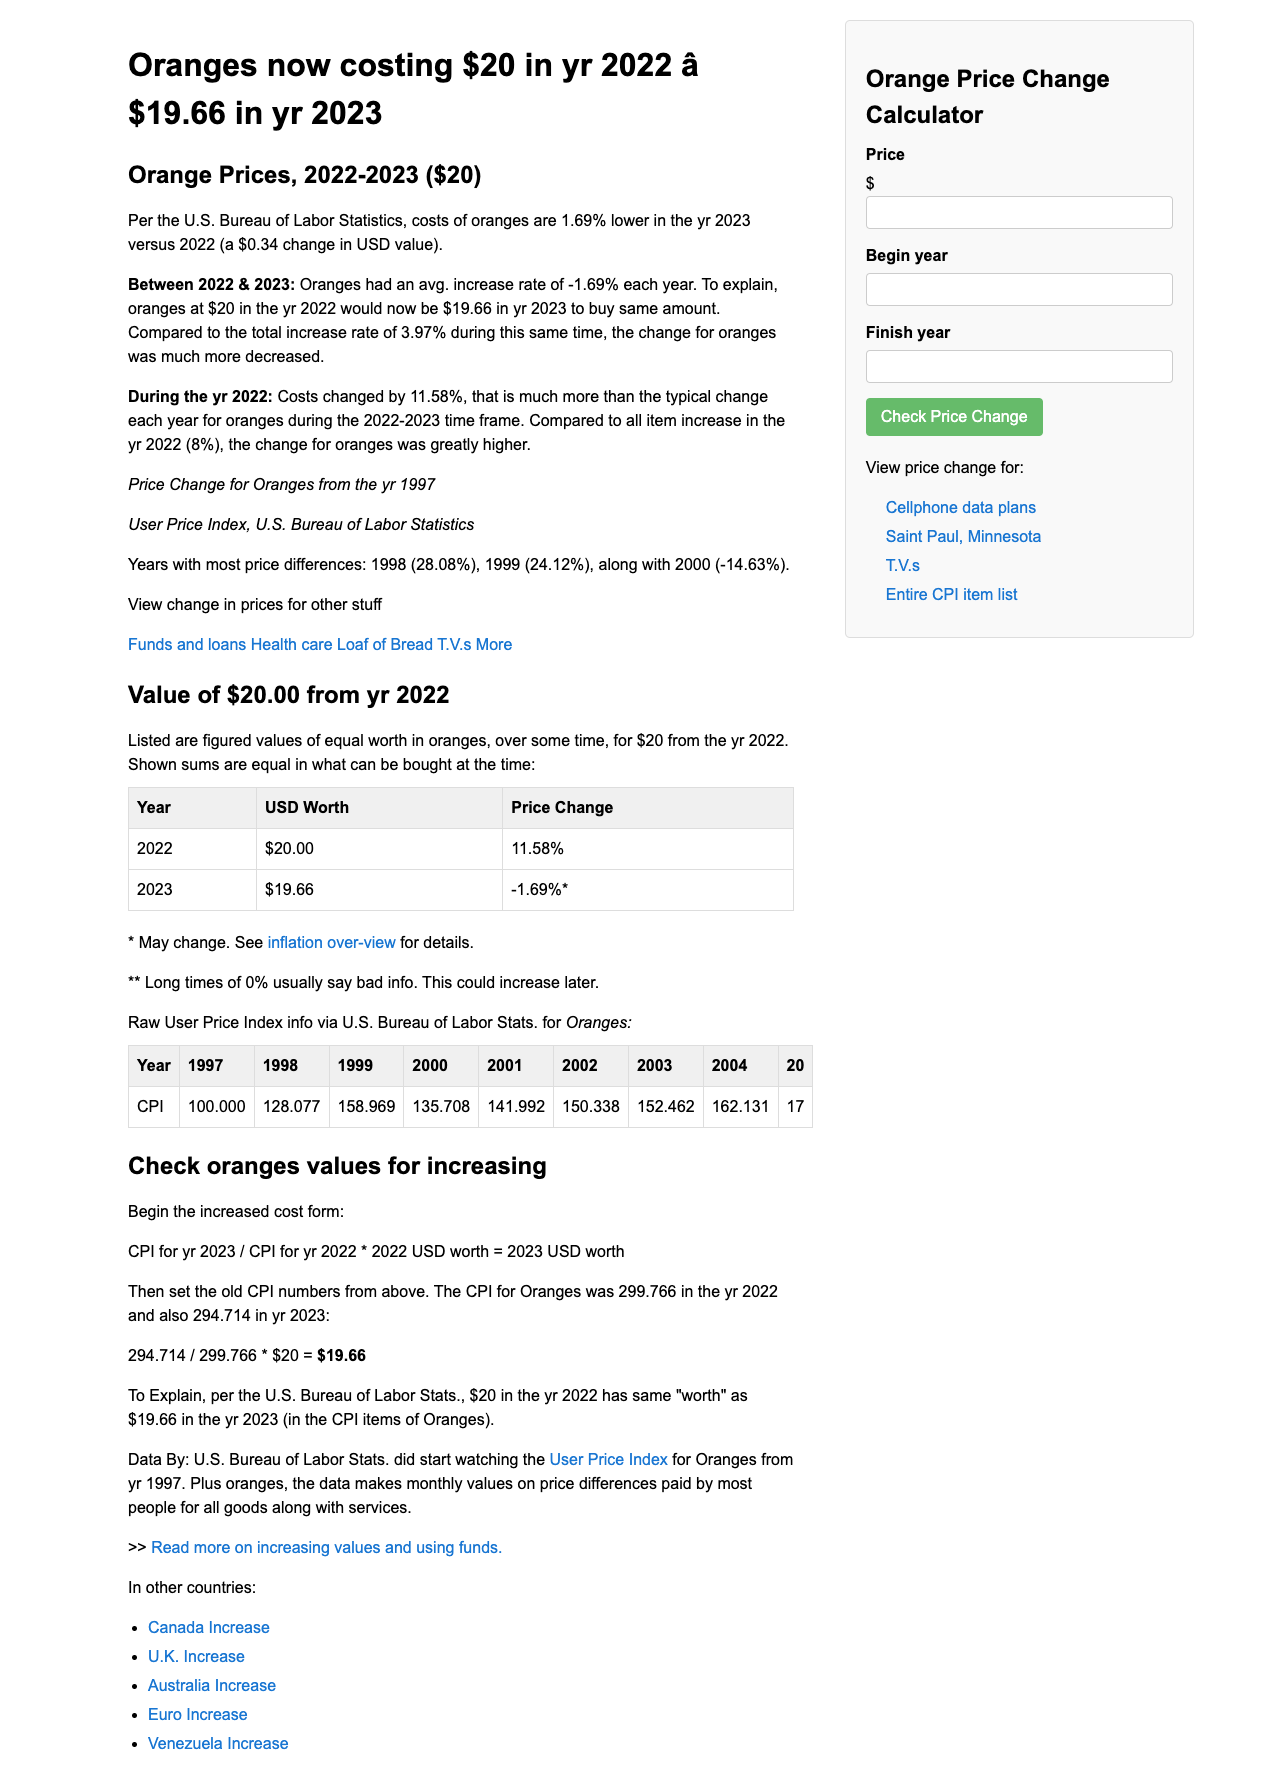 Oranges now costing $20 in yr 2022 â
$19.66 in yr 2023
Orange Prices, 2022-2023 ($20)
Per the U.S. Bureau of Labor Statistics, costs of oranges are 1.69% lower in the yr 2023
versus 2022 (a $0.34 change in USD value).
Between 2022 & 2023: Oranges had an avg. increase rate of -1.69% each year. To explain,
oranges at $20 in the yr 2022 would now be $19.66 in yr 2023 to buy same amount.
Compared to the total increase rate of 3.97% during this same time, the change for oranges
was much more decreased.
During the yr 2022: Costs changed by 11.58%, that is much more than the typical change
each year for oranges during the 2022-2023 time frame. Compared to all item increase in the
yr 2022 (8%), the change for oranges was greatly higher.
Price Change for Oranges from the yr 1997
User Price Index, U.S. Bureau of Labor Statistics
Years with most price differences: 1998 (28.08%), 1999 (24.12%), along with 2000 (-14.63%).
View change in prices for other stuff
Funds and loans Health care Loaf of Bread T.V.s More
Value of $20.00 from yr 2022
Listed are figured values of equal worth in oranges, over some time, for $20 from the yr 2022.
Shown sums are equal in what can be bought at the time:
Year USD Worth Price Change
2022 $20.00 11.58%
2023 $19.66 -1.69%*
* May change. See inflation over-view for details.
** Long times of 0% usually say bad info. This could increase later.
Raw User Price Index info via U.S. Bureau of Labor Stats. for Oranges:
Year 1997 1998 1999 2000 2001 2002 2003 2004 20
CPI 100.000 128.077 158.969 135.708 141.992 150.338 152.462 162.131 17
Check oranges values for increasing
Begin the increased cost form:
CPI for yr 2023 / CPI for yr 2022 * 2022 USD worth = 2023 USD worth
Then set the old CPI numbers from above. The CPI for Oranges was 299.766 in the yr 2022
and also 294.714 in yr 2023:
294.714 / 299.766 * $20 = $19.66
To Explain, per the U.S. Bureau of Labor Stats., $20 in the yr 2022 has same "worth" as
$19.66 in the yr 2023 (in the CPI items of Oranges).
Data By: U.S. Bureau of Labor Stats. did start watching the User Price Index for Oranges from
yr 1997. Plus oranges, the data makes monthly values on price differences paid by most
people for all goods along with services.
>> Read more on increasing values and using funds.
In other countries:
• Canada Increase
• U.K. Increase
• Australia Increase
• Euro Increase
• Venezuela Increase
Orange Price Change
Calculator
Price
$
Begin year
Finish year
Check Price Change
View price change for:
Cellphone data plans
Saint Paul, Minnesota
T.V.s
Entire CPI item list